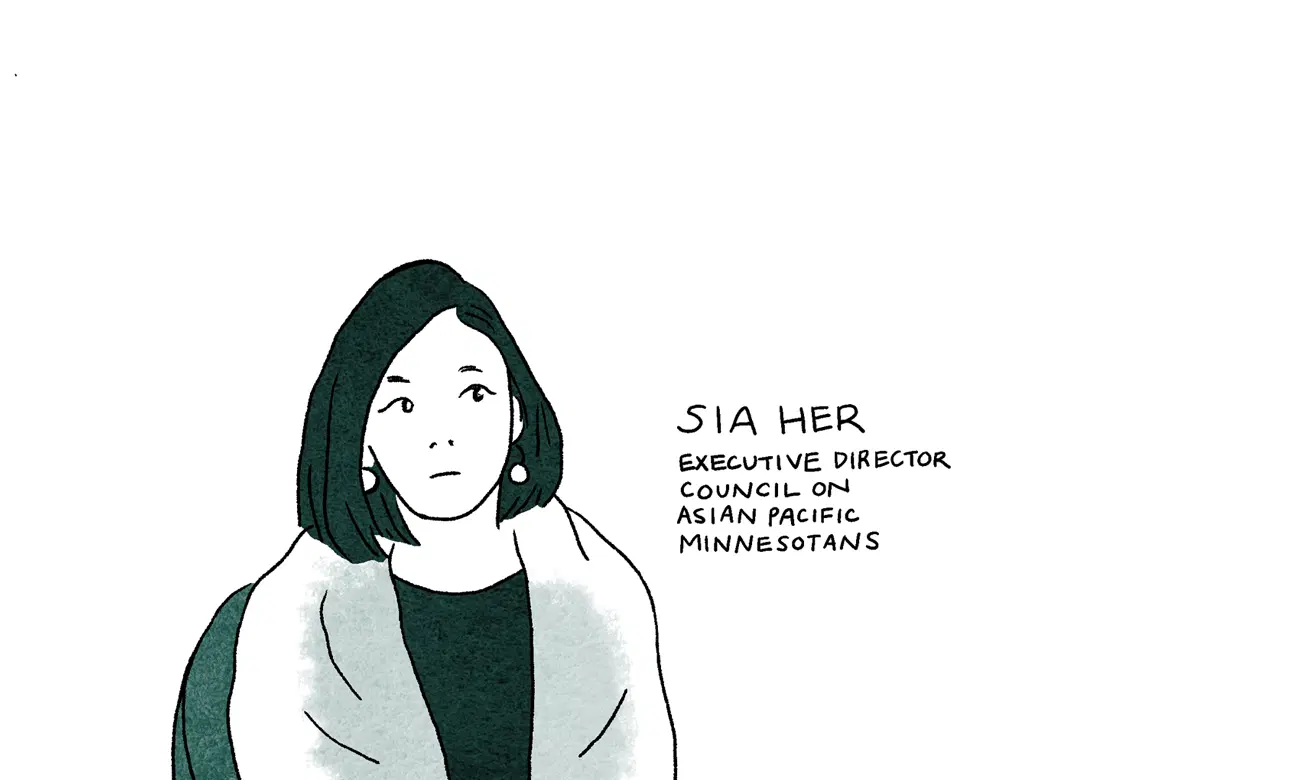 SIA HER
EXECUTIVE DIRECTOR
COUNCIL ON
ASIAN PACIFIC
MINNESOTANS